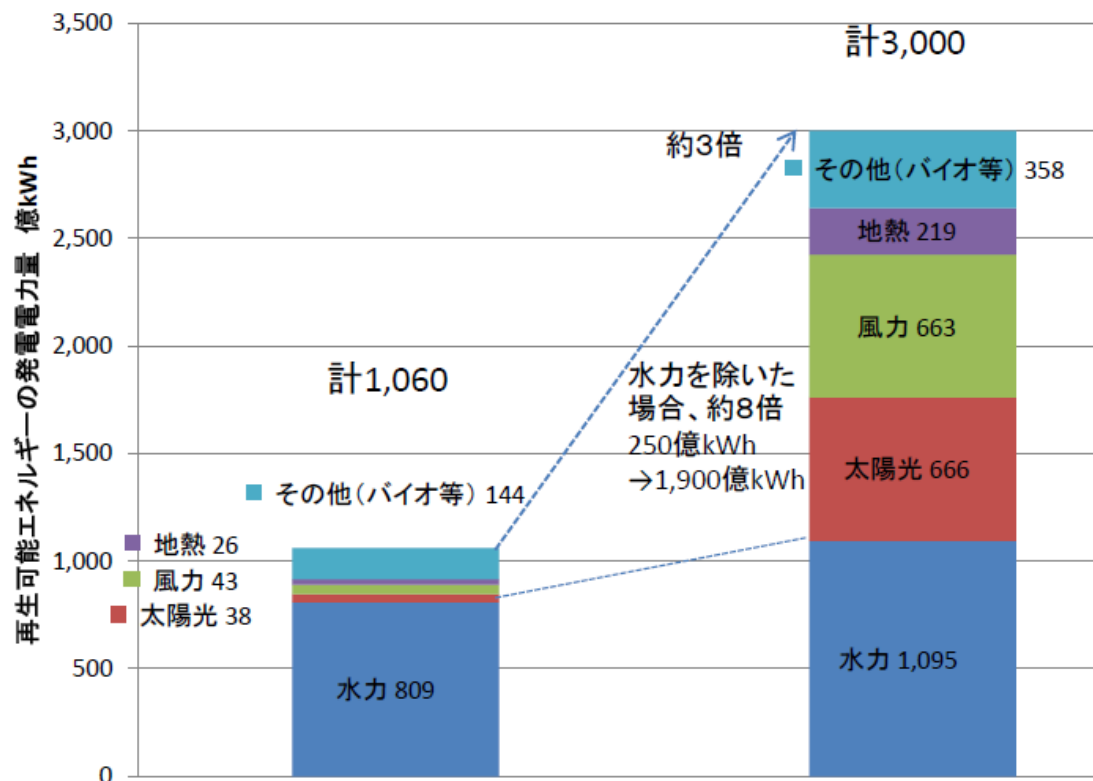 再生可能エネルギーの発電電力量 億kWh
3,500
3,000
2,500
2,000
1,500
1,000
500
0
計1,060
その他(バイオ等) 144
地熱 26
風力 43
太陽光 38
水力 809
約3倍
水力を除いた
場合、約8倍
250億kWh
→1,900億kWh
計3,000
その他(バイオ等) 358
地熱 219
風力 663
太陽光 666
水力 1,095